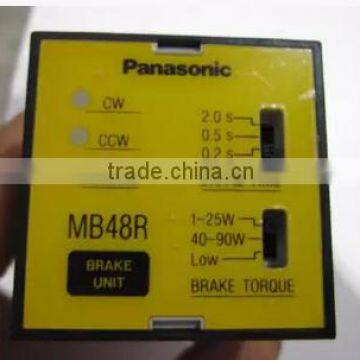 Panasonic
CW
CCW
2.0 s
0.5 s
0.2 s
trade.china.cn
MB48R
BRAKE
UNIT
1-25W
40-90W
Low
BRAKE TORQUE